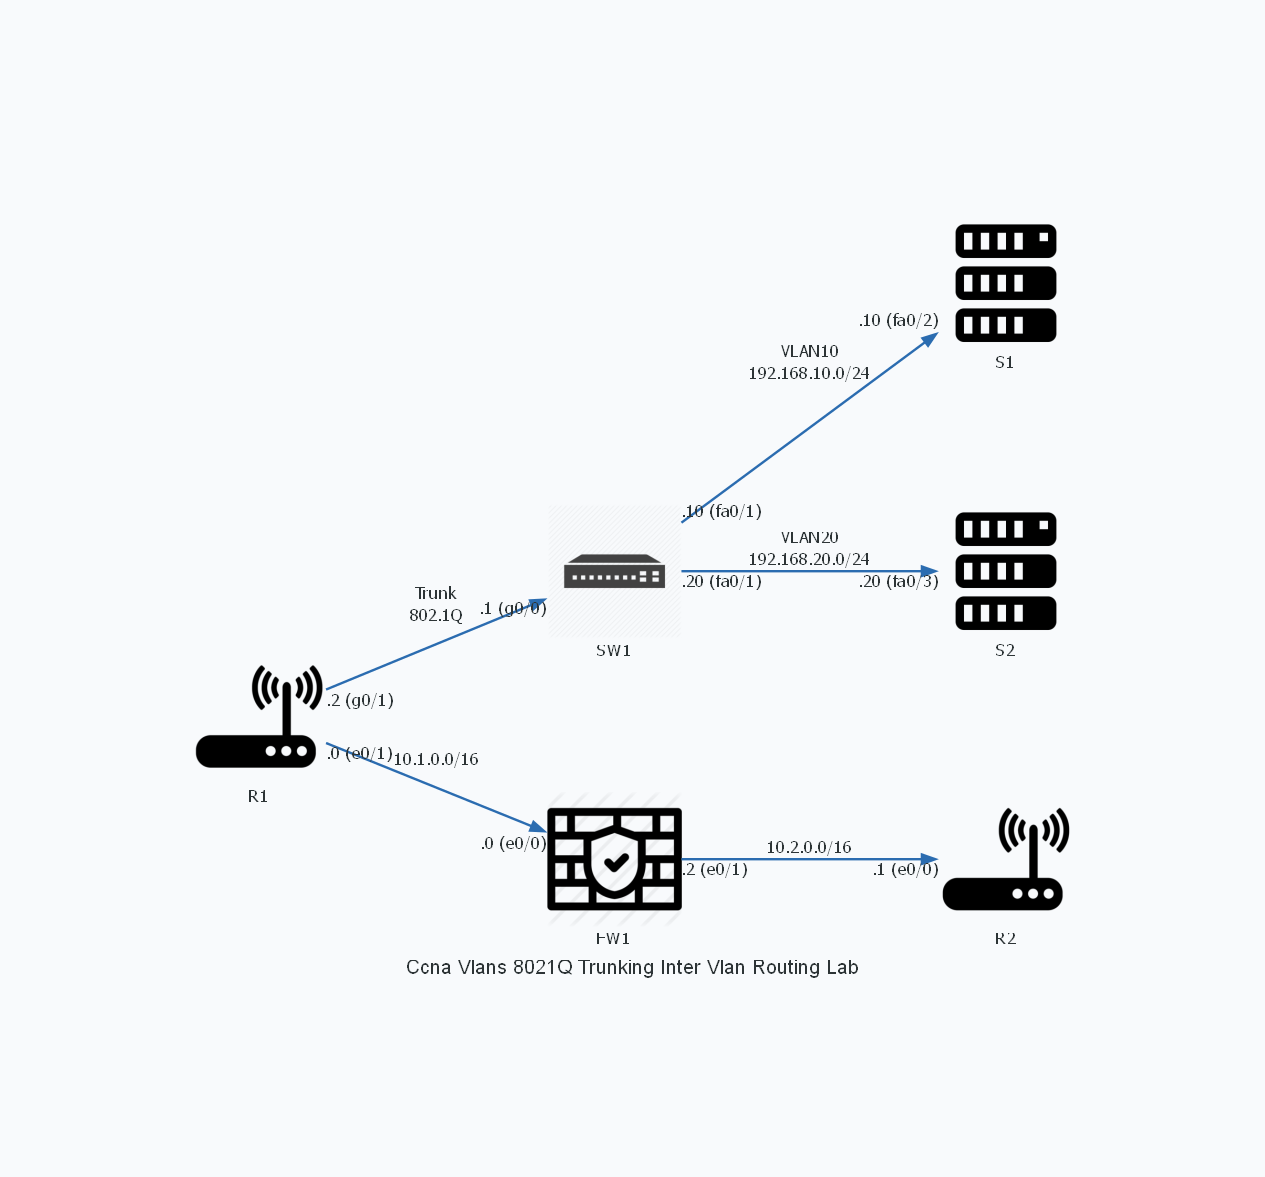 .10 (fa0/2)
VLAN10
192.168.10.0/24
S1
.10 (fa0/1)
VLAN20
192.168.20.0/24
.20 (fa0/1)
.20 (fa0/3)
Trunk
802.1Q
.1 (g0/0)
SW1
S2
.2 (g0/1)
.0 (e0/1)
10.1.0.0/16
R1
.0 (e0/0)
10.2.0.0/16
.2 (e0/1)
.1 (e0/0)
FW1
R2
Ccna Vlans 8021Q Trunking Inter Vlan Routing Lab